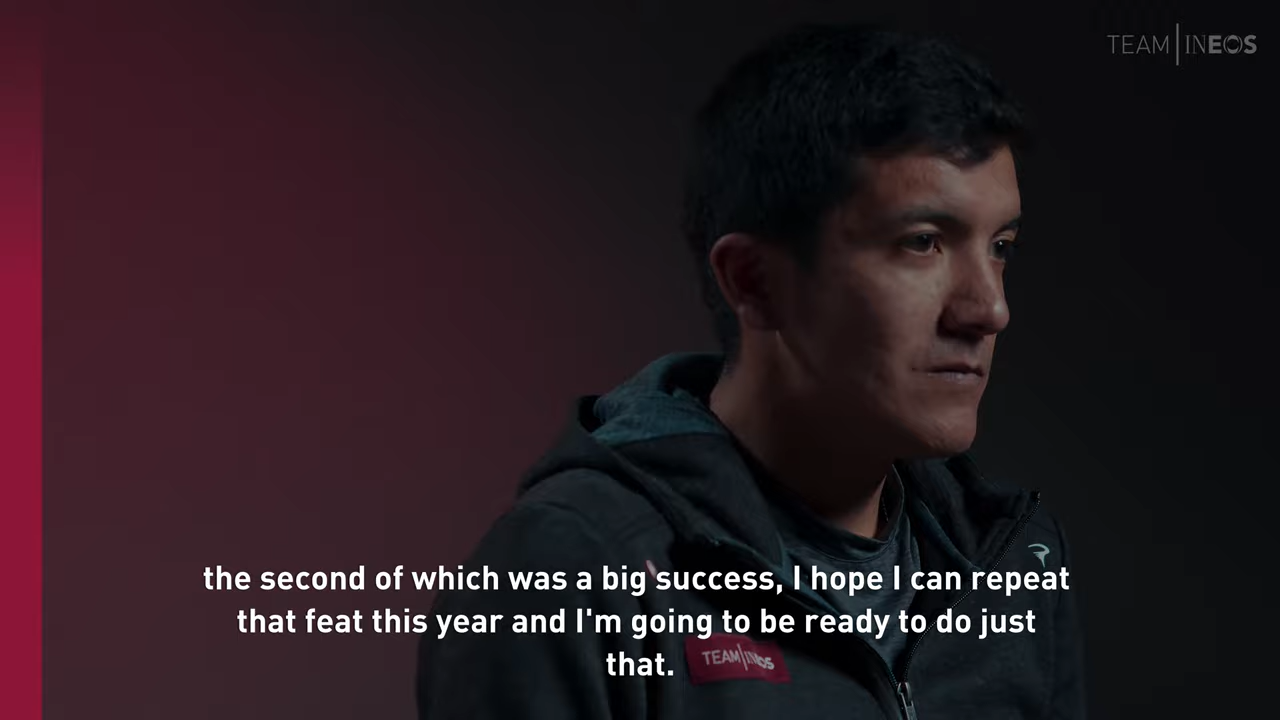 TEAM INEOS
the second of which was a big success, I hope I can repeat
that feat this year and I'm going to be ready to do just
that.
TEAM INEOS